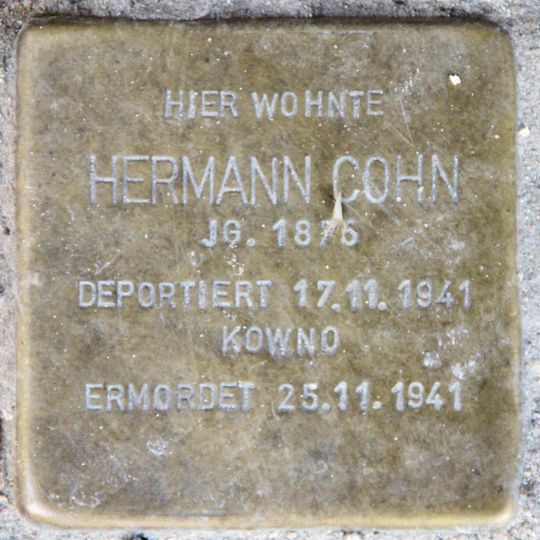 HIER WOHNTE
HERMANN COHN
JG. 1876
DEPORTIERT 17.11.1941
KOWNO
ERMORDET 25.11.1941